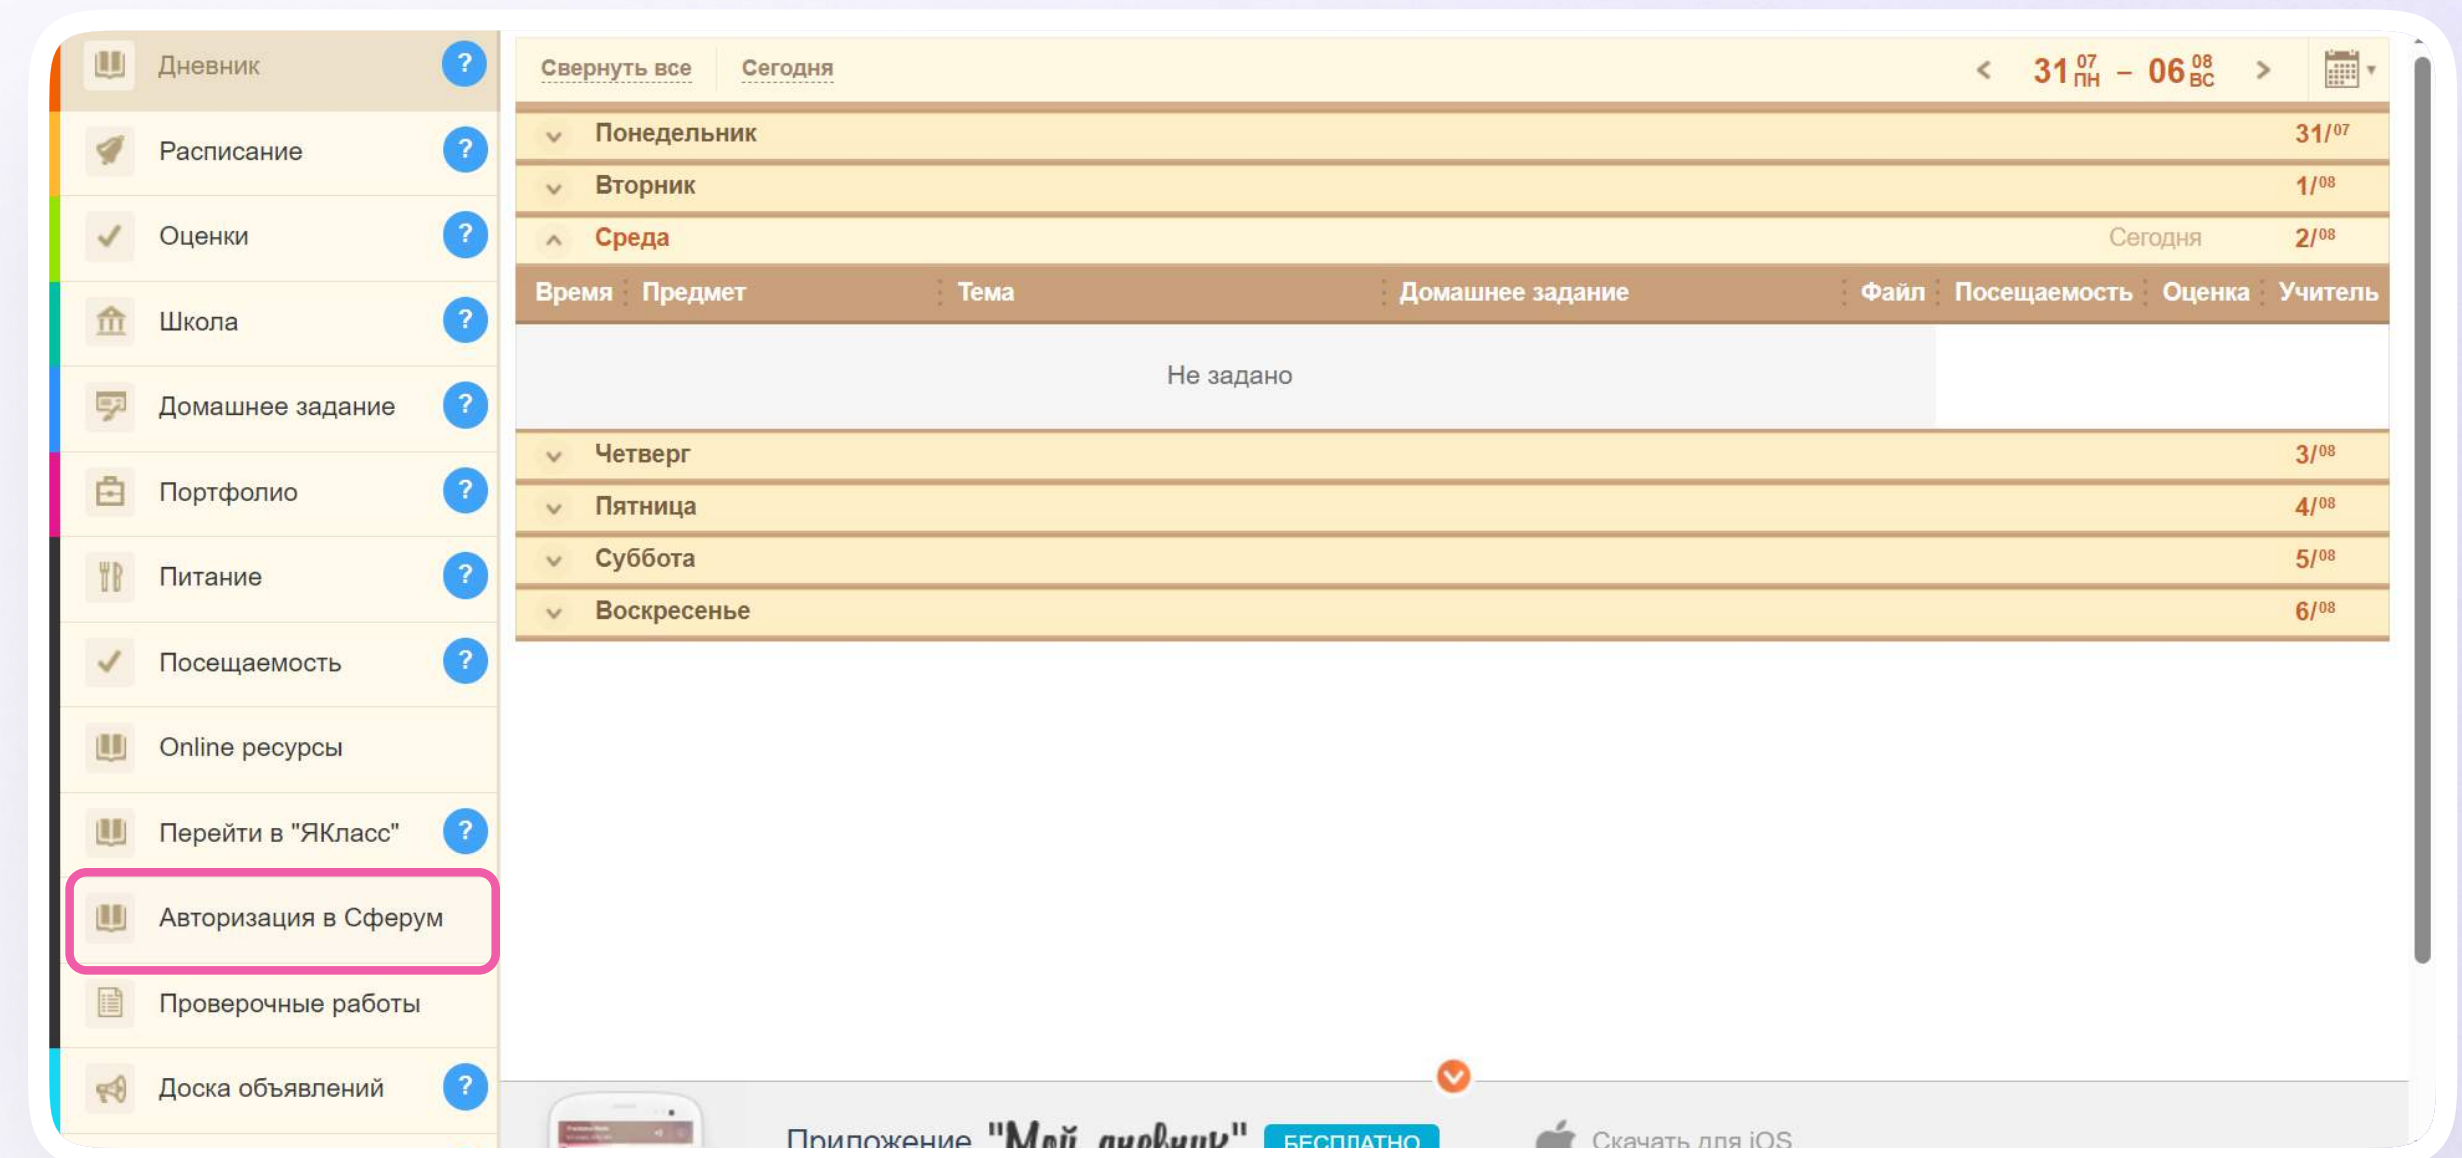 Дневник ?
Расписание ?
Оценки ?
Школа ?
Домашнее задание ?
Портфолио ?
Питание ?
Посещаемость ?
Online ресурсы
Перейти в "ЯКласс" ?
Авторизация в Сферум
Проверочные работы
Доска объявлений ?
Свернуть все Сегодня < 31 07 ПН – 06 08 ВС >
Понедельник 31/07
Вторник 1/08
Среда Сегодня 2/08
Время Предмет Тема Домашнее задание Файл Посещаемость Оценка Учитель
Не задано
Четверг 3/08
Пятница 4/08
Суббота 5/08
Воскресенье 6/08
Приложение "Мой дневник" БЕСПЛАТНО Скачать для iOS